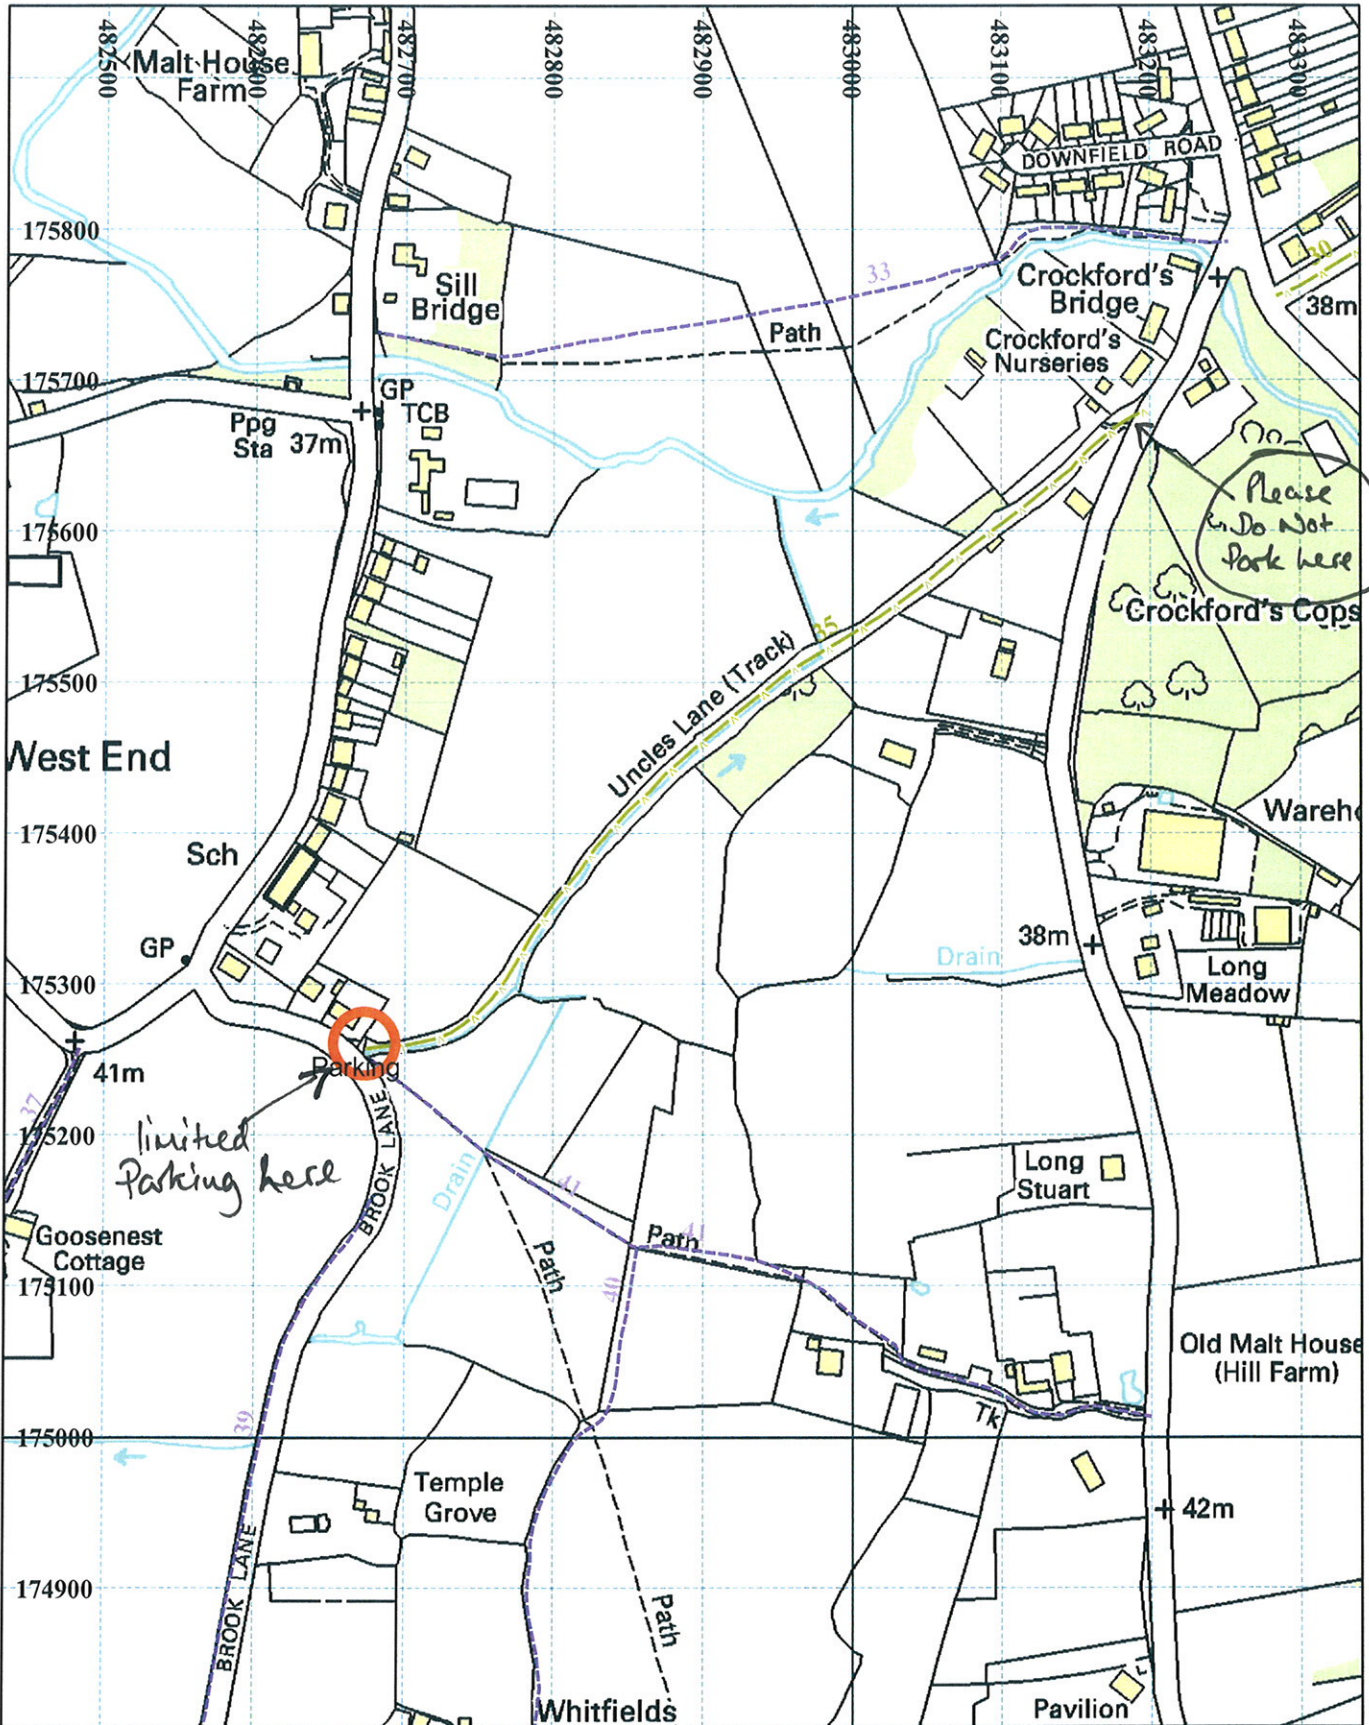 482500
482600
482700
482800
482900
483000
483100
483200
483300
Malt House
Farm
DOWNFIELD ROAD
175800
Sill
Bridge
33
Path
Crockford's
Bridge
Crockford's
Nurseries
30
38m
175700
GP
TCB
Ppg
Sta
37m
Please
Do Not
Park here
175600
Crockford's Cops
35
Uncles Lane (Track)
175500
West End
175400
Wareho
Sch
GP
38m
Drain
Long
Meadow
175300
41m
Parking
37
175200
limited
Parking here
BROOK LANE
Drain
41
Path
41
Long
Stuart
Goosenest
Cottage
Path
40
175100
Old Malt House
(Hill Farm)
Tk
39
175000
Temple
Grove
42m
BROOK LANE
174900
Path
Whitfields
Pavilion